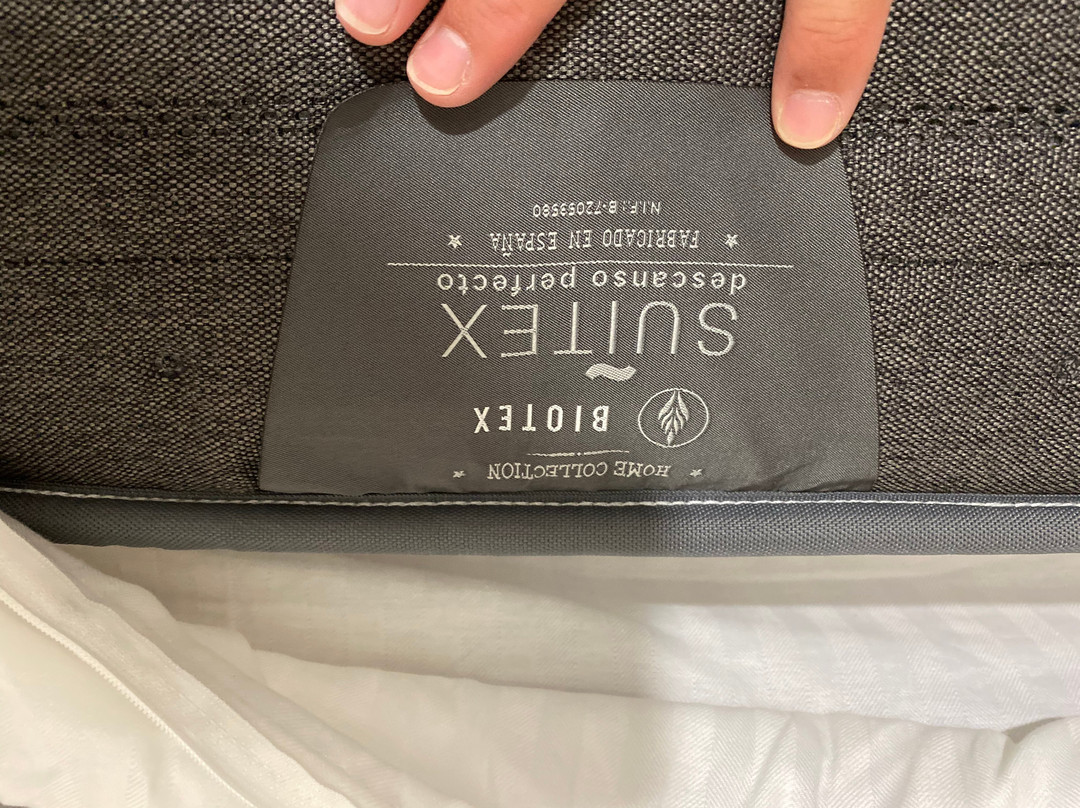 HOME COLLECTION
BIOTEX
SUITEX
descanso perfecto
FABRICADO EN ESPAÑA
N.I.F.: B-72053580